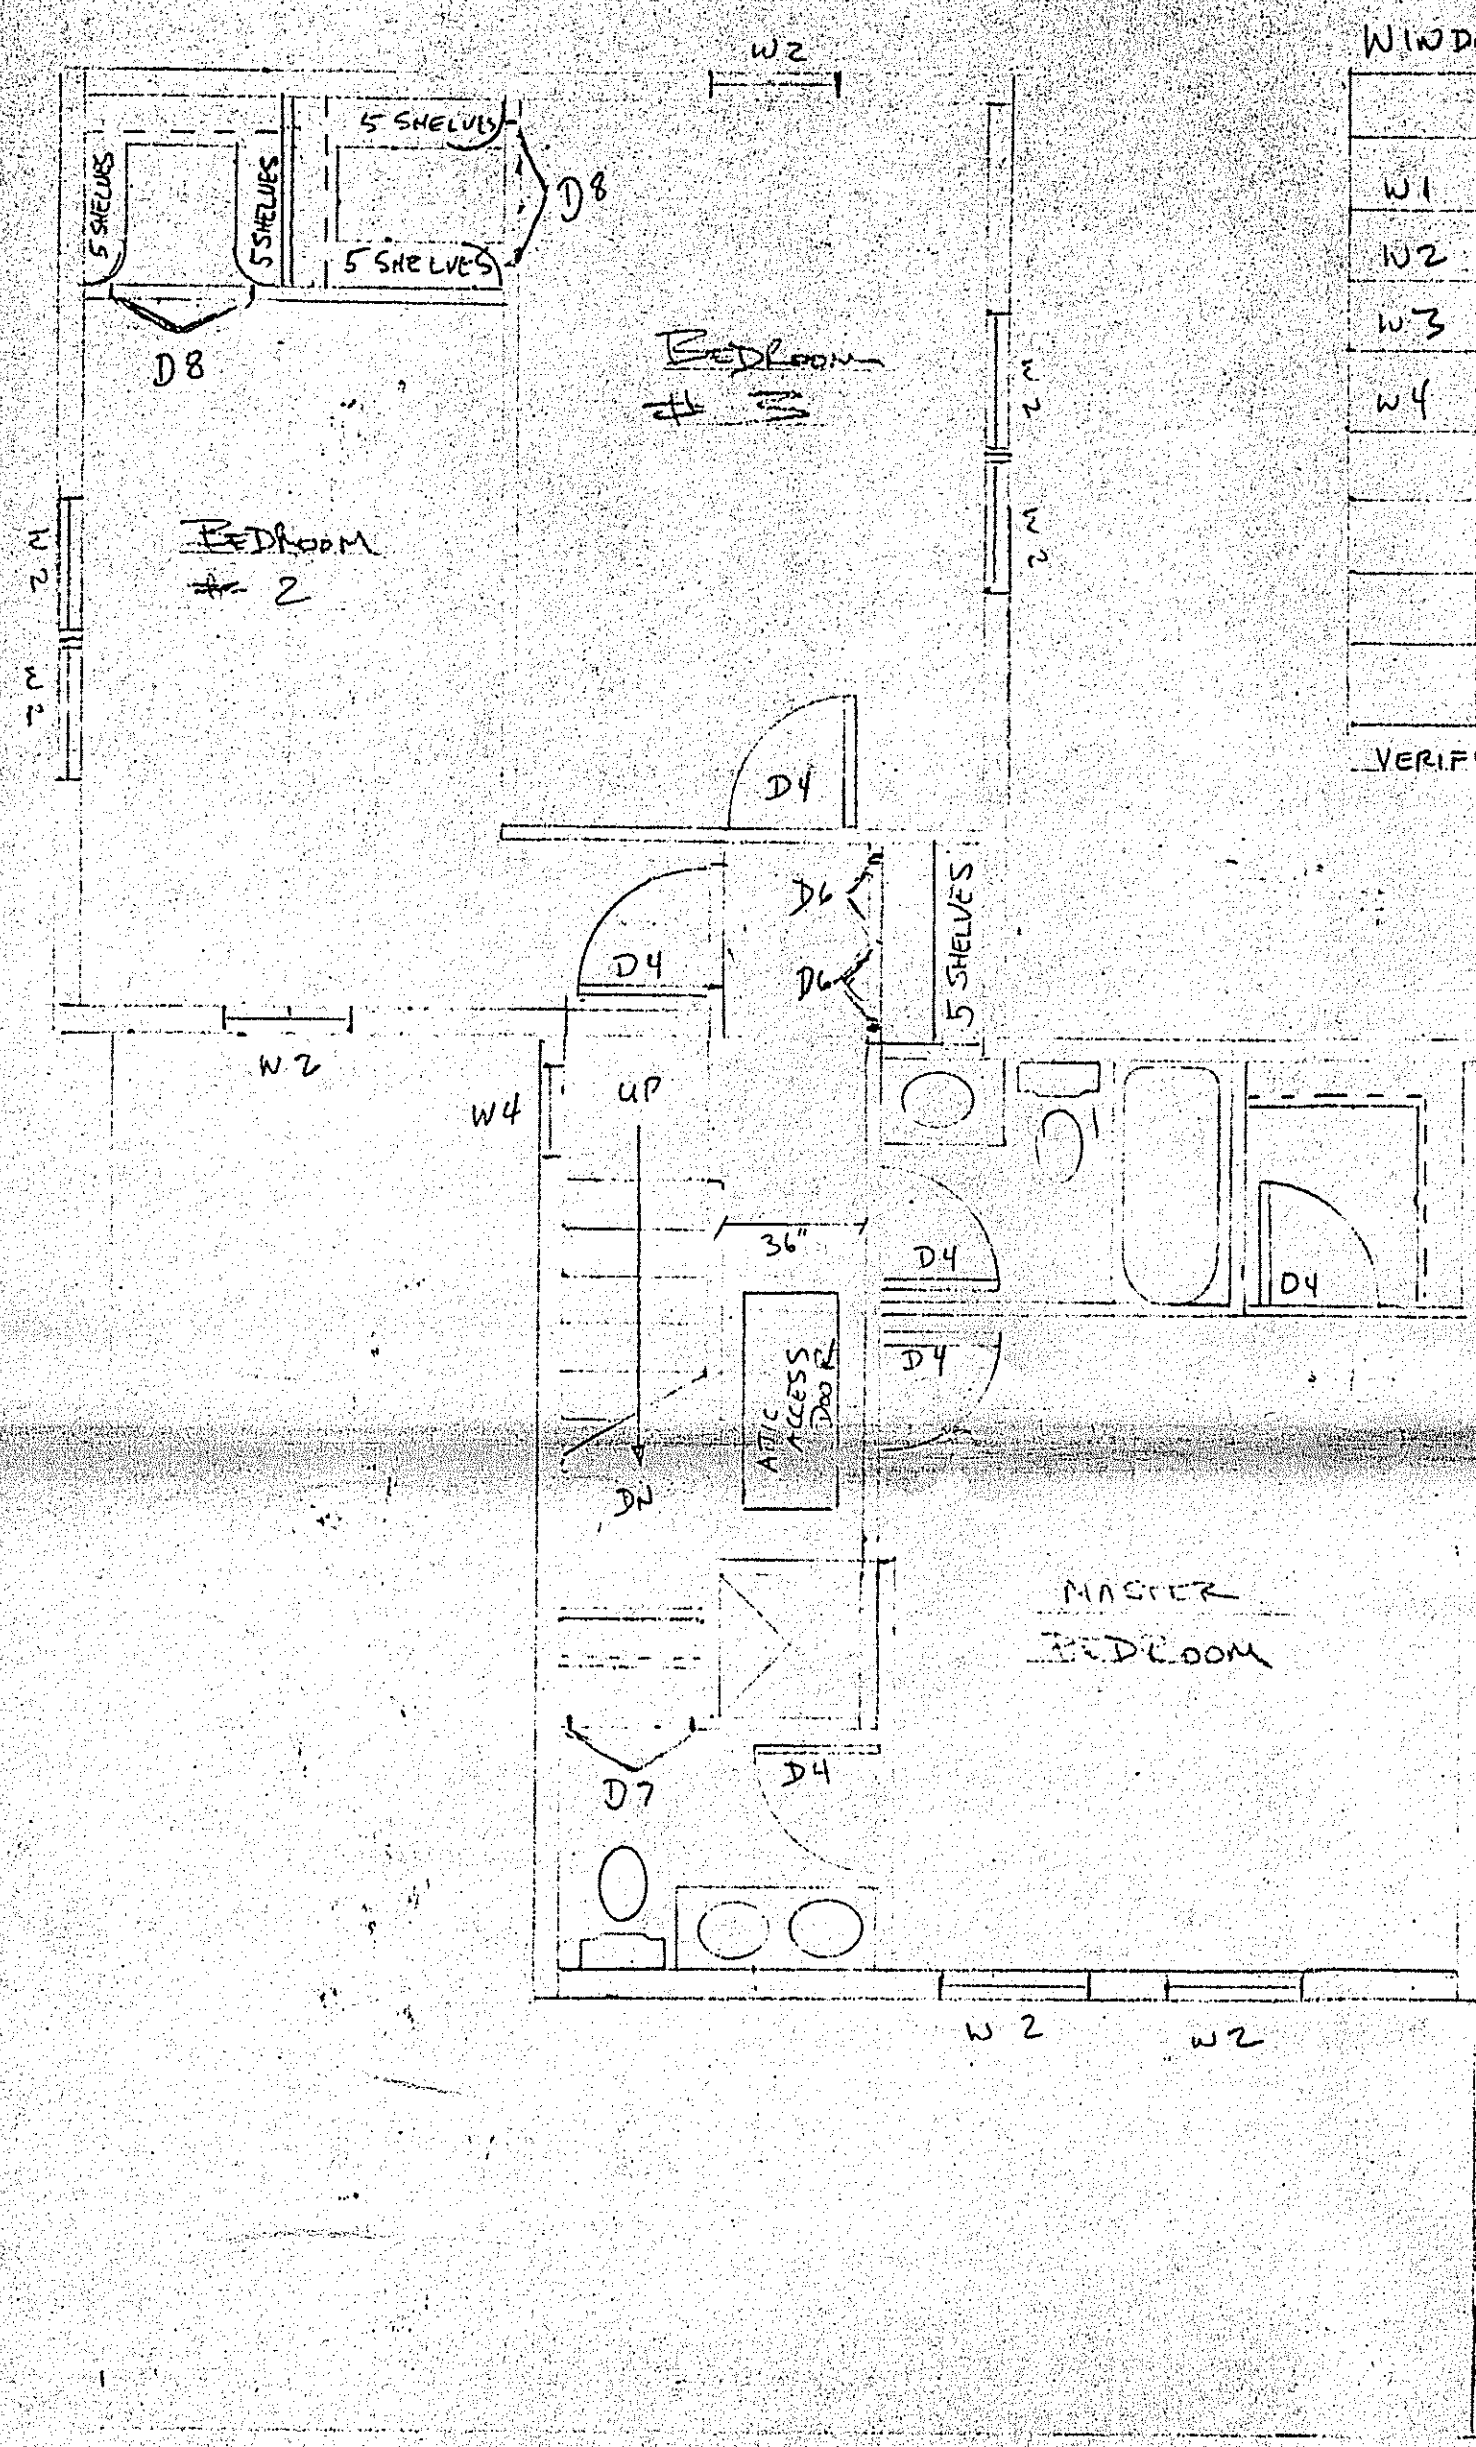 W2
WIND
5 SHELVES
5 SHELVES
5 SHELVES
5 SHELVES
D8
D8
W1
W2
W3
W4
BEDROOM
# 3
W2
W2
BEDROOM
# 2
W2
W2
VERIF
D4
D6
D6
D4
5 SHELVES
W2
W4
UP
36"
D4
D4
D4
ATTIC
ACCESS
DOOR
DN
MASTER
BEDROOM
D4
D7
W2
W2